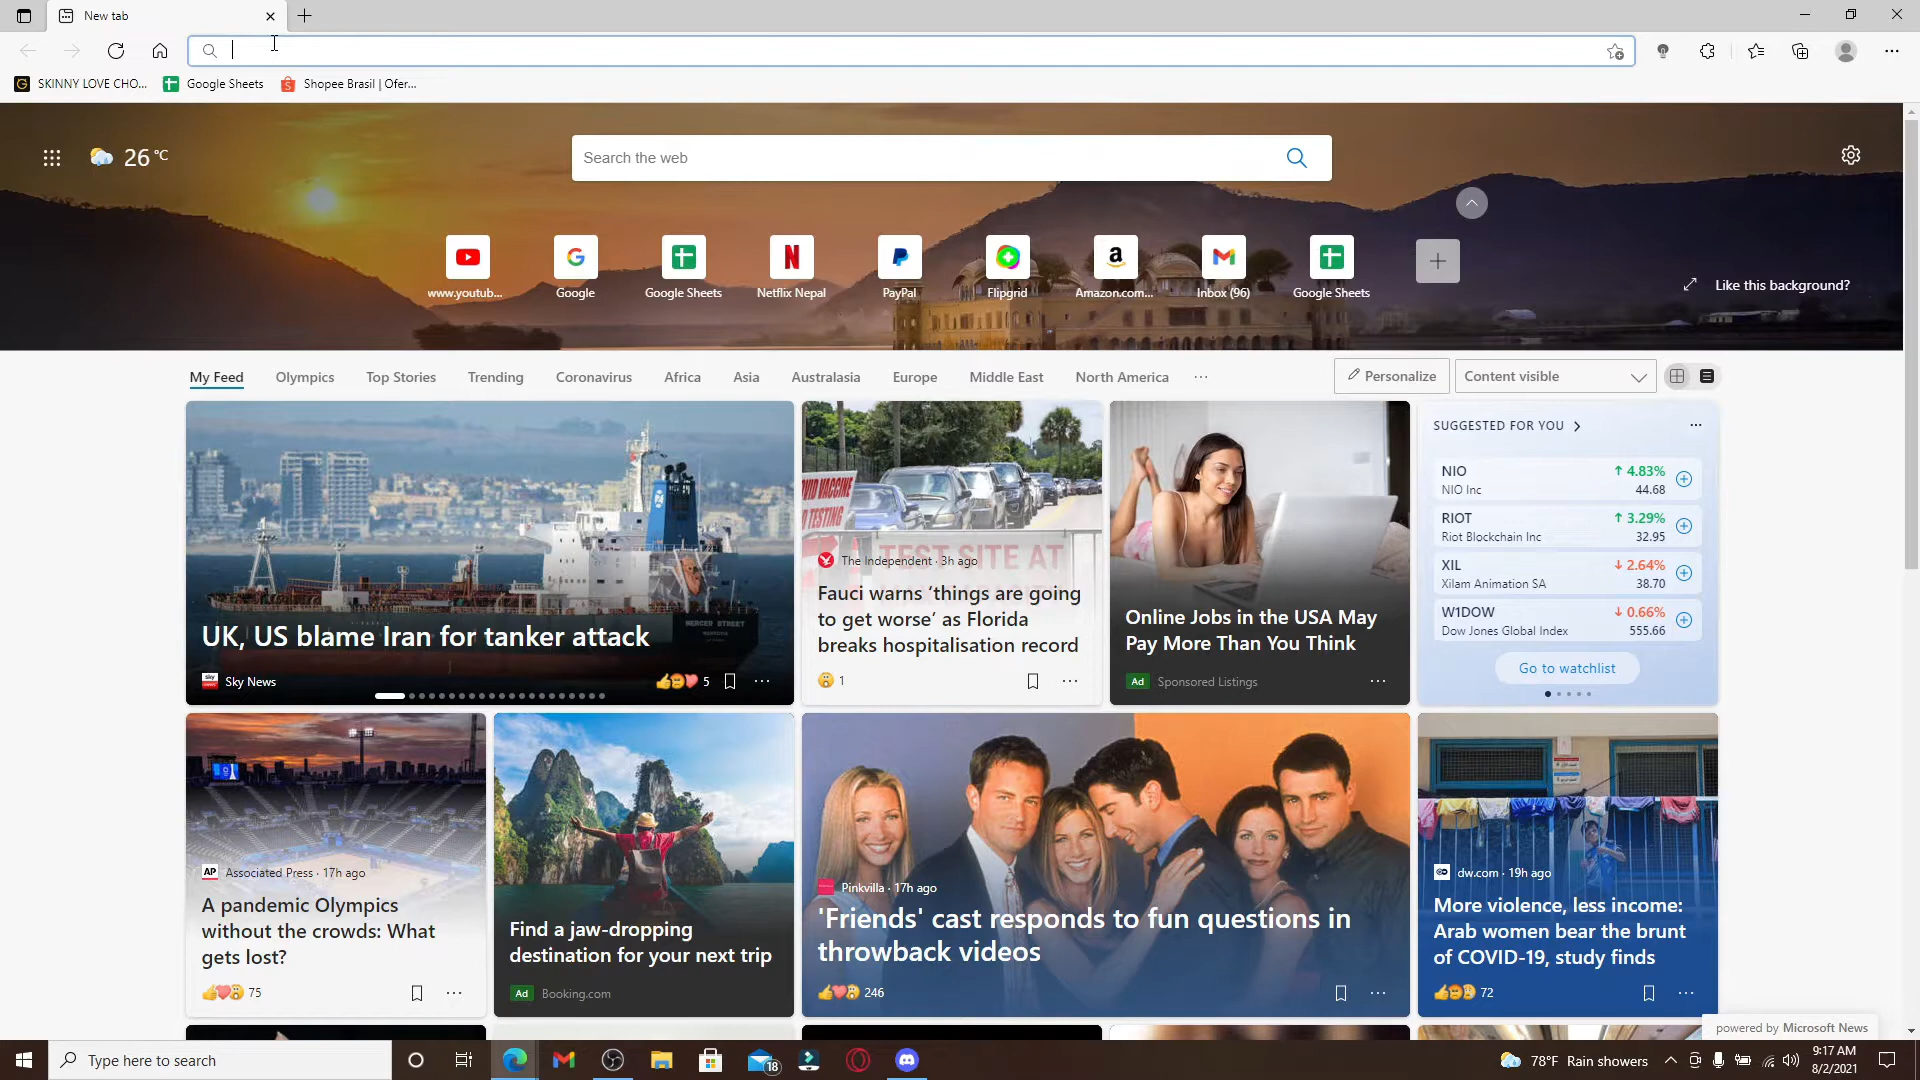 New tab
SKINNY LOVE CHO...
Google Sheets
Shopee Brasil | Ofer...
26 °C
Search the web
www.youtub...
Google
Google Sheets
Netflix Nepal
PayPal
Flipgrid
Amazon.com...
Inbox (96)
Google Sheets
Like this background?
My Feed
Olympics
Top Stories
Trending
Coronavirus
Africa
Asia
Australasia
Europe
Middle East
North America
Personalize
Content visible
MERCER STREET
UK, US blame Iran for tanker attack
sky news
Sky News
5
TEST SITE AT
The Independent · 3h ago
Fauci warns ‘things are going
to get worse’ as Florida
breaks hospitalisation record
1
Online Jobs in the USA May
Pay More Than You Think
Ad Sponsored Listings
SUGGESTED FOR YOU
NIO 4.83%
NIO Inc 44.68
RIOT 3.29%
Riot Blockchain Inc 32.95
XIL 2.64%
Xilam Animation SA 38.70
W1DOW 0.66%
Dow Jones Global Index 555.66
Go to watchlist
AP Associated Press · 17h ago
A pandemic Olympics
without the crowds: What
gets lost?
75
Find a jaw-dropping
destination for your next trip
Ad Booking.com
Pinkvilla · 17h ago
'Friends' cast responds to fun questions in
throwback videos
246
dw.com · 19h ago
More violence, less income:
Arab women bear the brunt
of COVID-19, study finds
72
powered by Microsoft News
Type here to search
18
78°F Rain showers
9:17 AM
8/2/2021